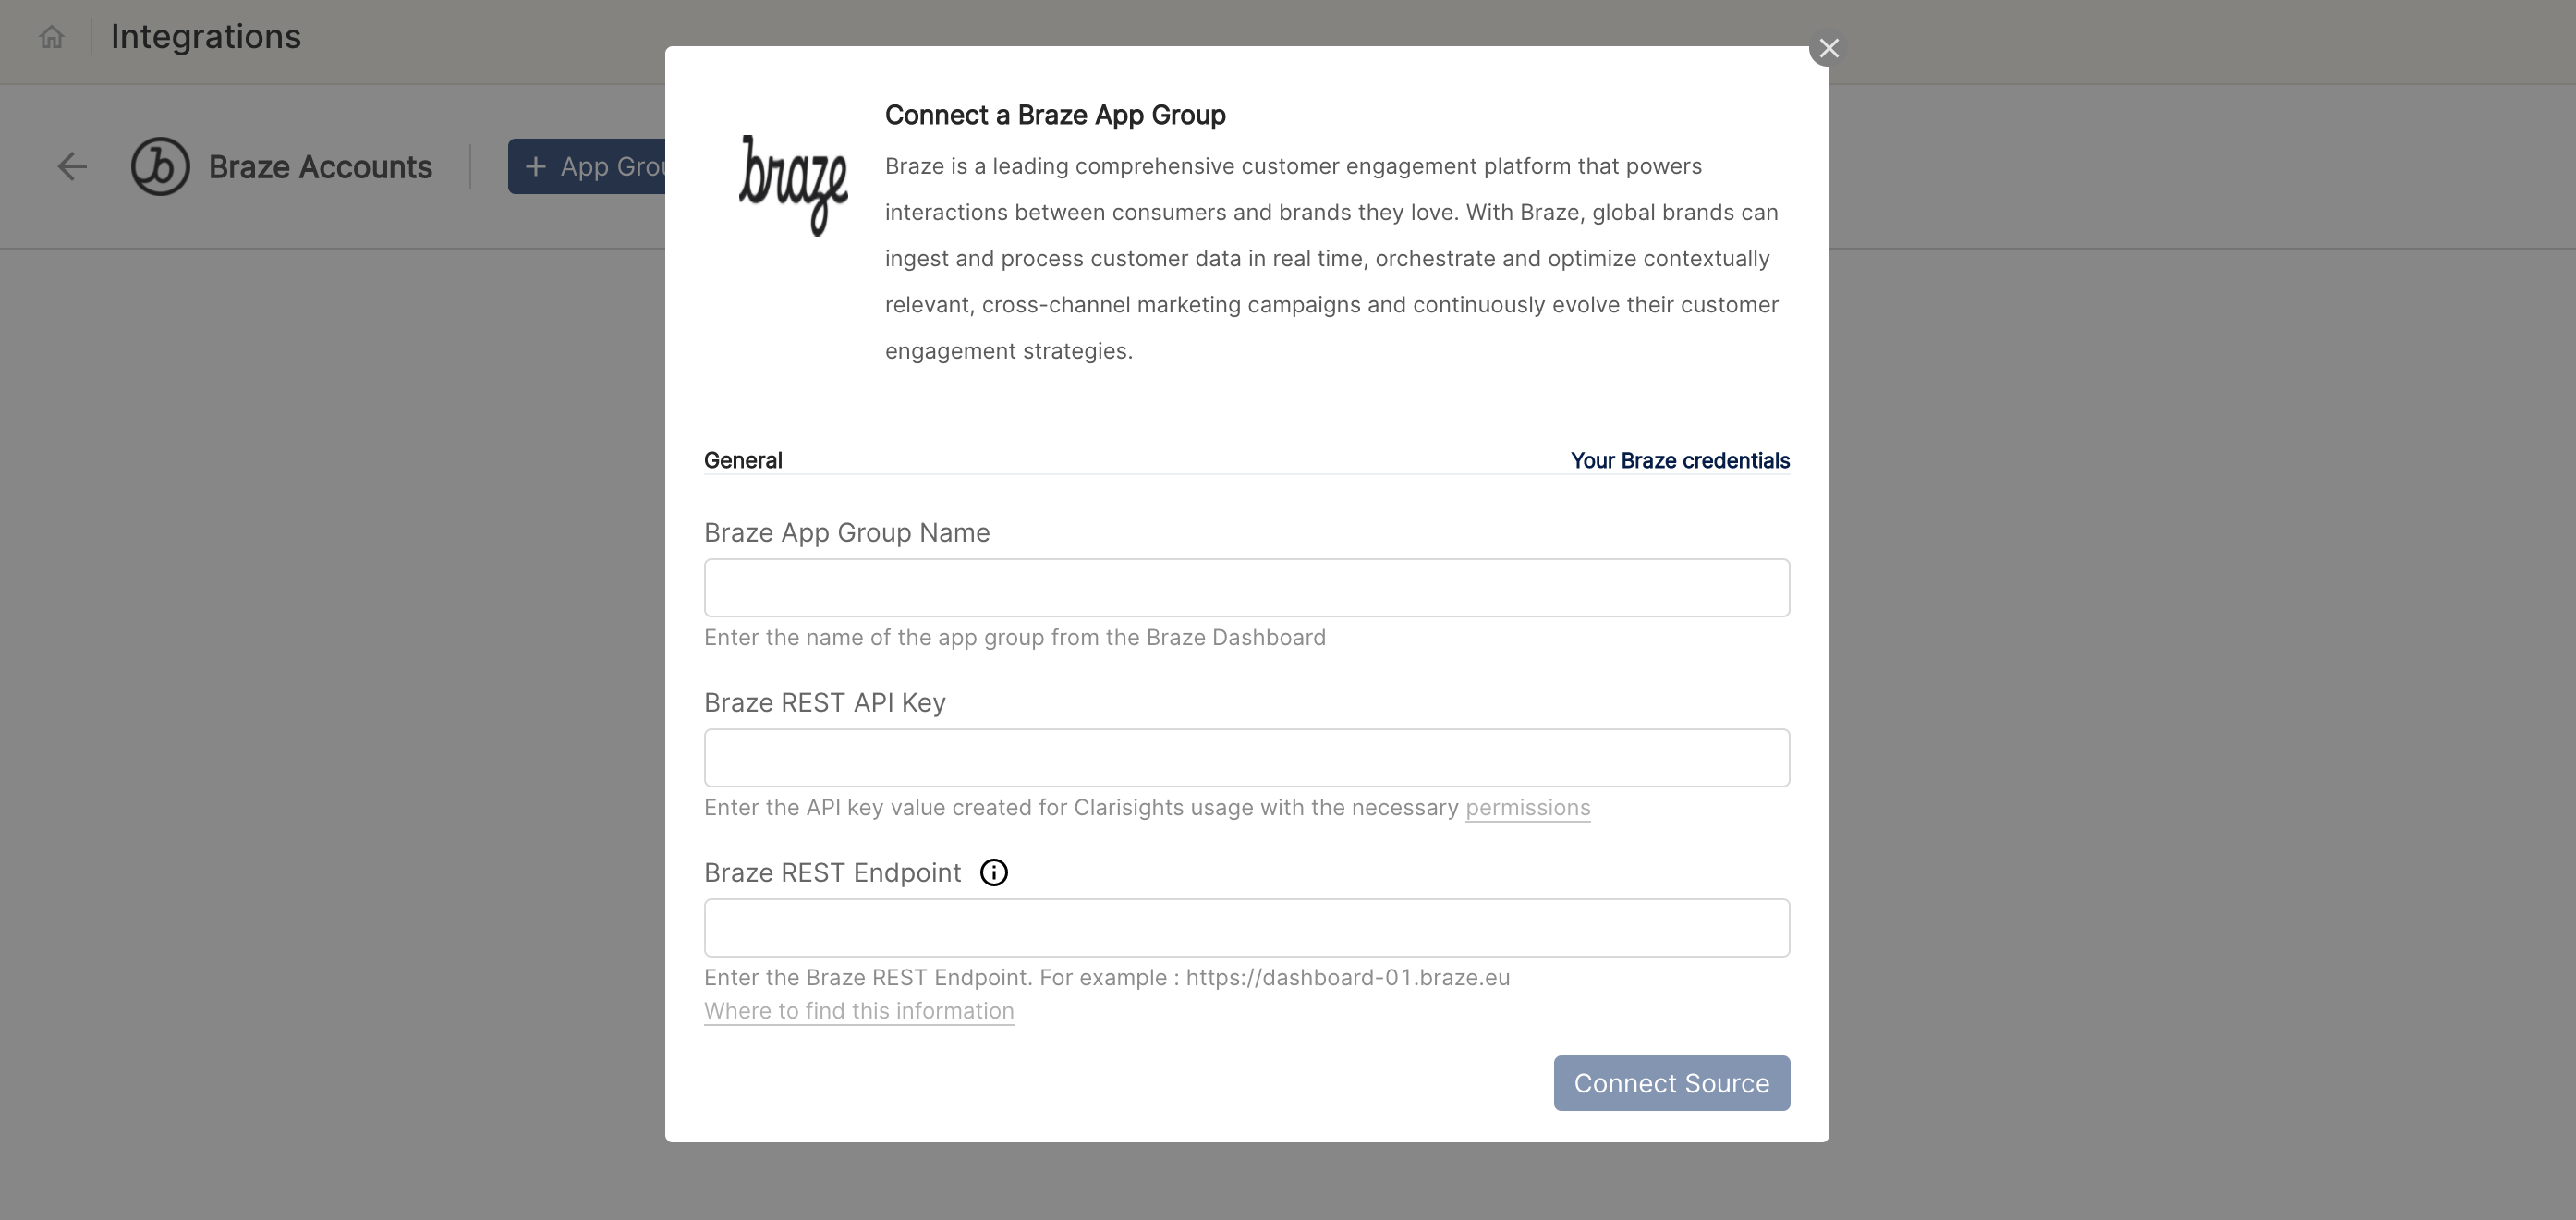 Integrations
Braze Accounts
+ App Grou
braze
Connect a Braze App Group
Braze is a leading comprehensive customer engagement platform that powers
interactions between consumers and brands they love. With Braze, global brands can
ingest and process customer data in real time, orchestrate and optimize contextually
relevant, cross-channel marketing campaigns and continuously evolve their customer
engagement strategies.
General
Your Braze credentials
Braze App Group Name
Enter the name of the app group from the Braze Dashboard
Braze REST API Key
Enter the API key value created for Clarisights usage with the necessary permissions
Braze REST Endpoint
Enter the Braze REST Endpoint. For example : https://dashboard-01.braze.eu
Where to find this information
Connect Source